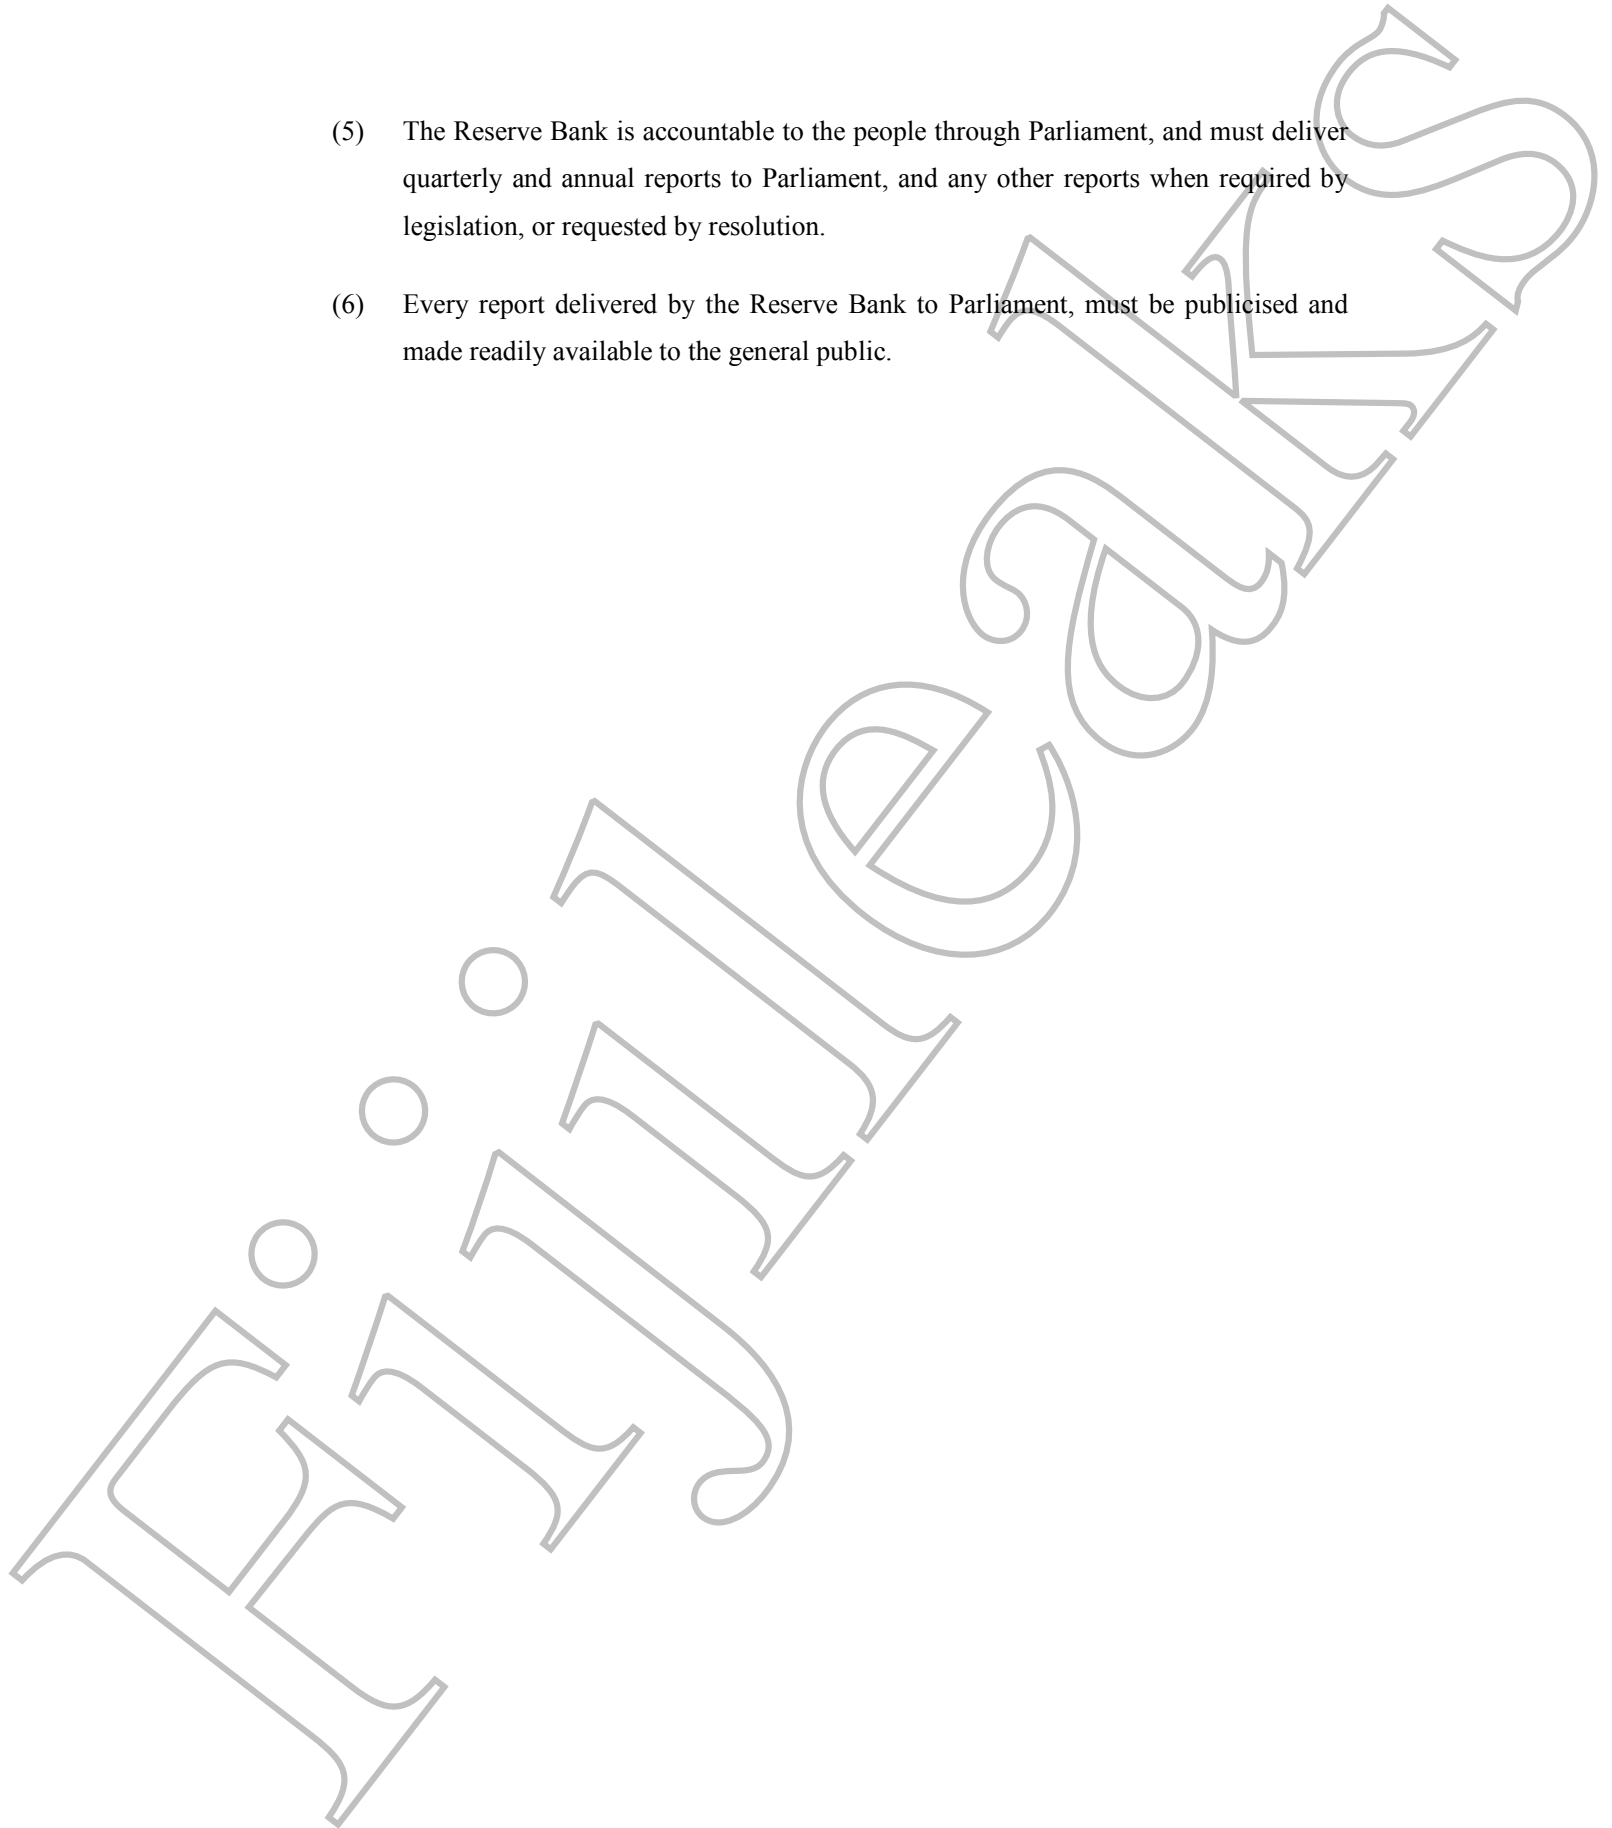 (5) The Reserve Bank is accountable to the people through Parliament, and must deliver
quarterly and annual reports to Parliament, and any other reports when required by
legislation, or requested by resolution.
(6) Every report delivered by the Reserve Bank to Parliament, must be publicised and
made readily available to the general public.
Fijileaks